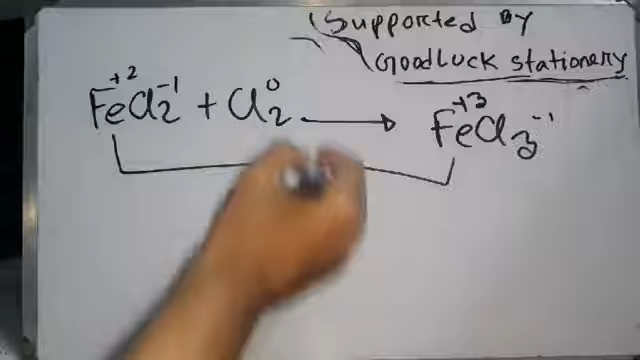 Supported by
Goodluck stationery
+2 -1 0
FeCl2 + Cl2 → FeCl3
+3 -1